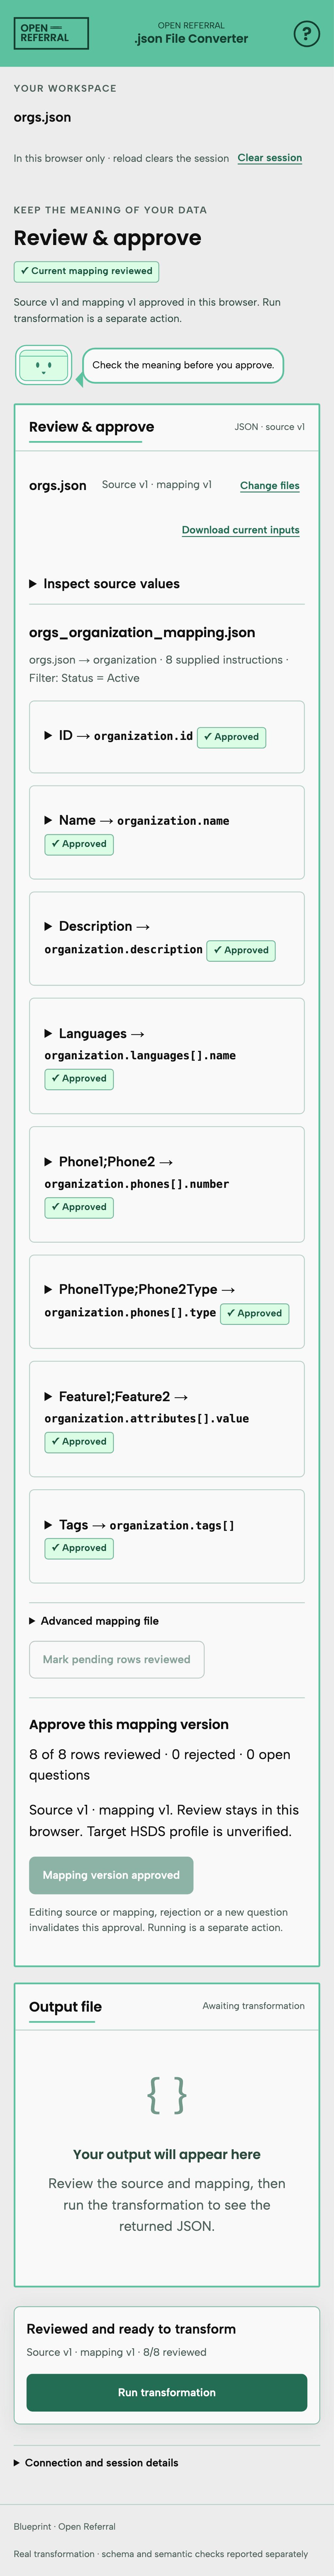 OPEN
REFERRAL
OPEN REFERRAL
.json File Converter
?
YOUR WORKSPACE
orgs.json
In this browser only · reload clears the session Clear session
KEEP THE MEANING OF YOUR DATA
Review & approve
✓ Current mapping reviewed
Source v1 and mapping v1 approved in this browser. Run
transformation is a separate action.
Check the meaning before you approve.
Review & approve
JSON · source v1
orgs.json Source v1 · mapping v1 Change files
Download current inputs
▶ Inspect source values
orgs_organization_mapping.json
orgs.json → organization · 8 supplied instructions ·
Filter: Status = Active
▶ ID → organization.id ✓ Approved
▶ Name → organization.name
✓ Approved
▶ Description →
organization.description ✓ Approved
▶ Languages →
organization.languages[].name
✓ Approved
▶ Phone1;Phone2 →
organization.phones[].number
✓ Approved
▶ Phone1Type;Phone2Type →
organization.phones[].type ✓ Approved
▶ Feature1;Feature2 →
organization.attributes[].value
✓ Approved
▶ Tags → organization.tags[]
✓ Approved
▶ Advanced mapping file
Mark pending rows reviewed
Approve this mapping version
8 of 8 rows reviewed · 0 rejected · 0 open
questions
Source v1 · mapping v1. Review stays in this
browser. Target HSDS profile is unverified.
Mapping version approved
Editing source or mapping, rejection or a new question
invalidates this approval. Running is a separate action.
Output file
Awaiting transformation
{ }
Your output will appear here
Review the source and mapping, then
run the transformation to see the
returned JSON.
Reviewed and ready to transform
Source v1 · mapping v1 · 8/8 reviewed
Run transformation
▶ Connection and session details
Blueprint · Open Referral
Real transformation · schema and semantic checks reported separately